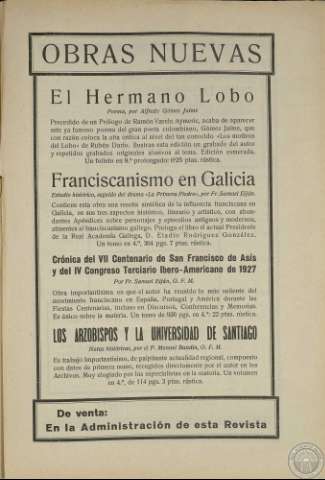 OBRAS NUEVAS
El Hermano Lobo
Poema, por Alfredo Gómez Jaime
Precedido de un Prólogo de Ramón Varela Aymeric, acaba de aparecer
este ya famoso poema del gran poeta colombiano, Gómez Jaime, que
con razón coloca la alta crítica al nivel del tan conocido «Los motivos
del Lobo» de Rubén Darío. Ilustran esta edición un grabado del autor
y repetidos grabados originales alusivos al tema. Edición esmerada.
Un folleto en 8.º prolongado: 0'25 ptas. rústica.
Franciscanismo en Galicia
Estudio histórico, seguido del drama «La Primera Piedra», por Fr. Samuel Eiján.
Contiene esta obra una reseña sintética de la influencia franciscana en
Galicia, en sus tres aspectos histórico, literario y artístico, con abun-
dantes Apéndices sobre personajes y episodios antiguos y modernos,
atinentes al franciscanismo gallego. Prologa el libro el actual Presidente
de la Real Academia Gallega, D. Eladio Rodríguez González.
Un tomo en 4.º, 304 pgs. 7 ptas. rústica.
Crónica del VII Centenario de San Francisco de Asís
y del IV Congreso Terciario Ibero-Americano de 1927
Por Fr. Samuel Eiján, O. F. M.
Obra importantísima en que el autor ha reunido lo más saliente del
movimiento franciscano en España, Portugal y América durante las
Fiestas Centenarias, incluso en Discursos, Conferencias y Memorias.
Es única sobre la materia. Un tomo de 930 pgs. en 4.º: 22 ptas. rústica.
LOS ARZOBISPOS Y LA UNIVERSIDAD DE SANTIAGO
Notas históricas, por el P. Manuel Bandín, O. F. M.
Es trabajo importantísimo, de palpitante actualidad regional, compuesto
con datos de primera mano, recogidos directamente por el autor en los
Archivos. Muy elogiado por los especialistas en la materia. Un volumen
en 4.º, de 114 pgs. 3 ptas. rústica.
De venta:
En la Administración de esta Revista